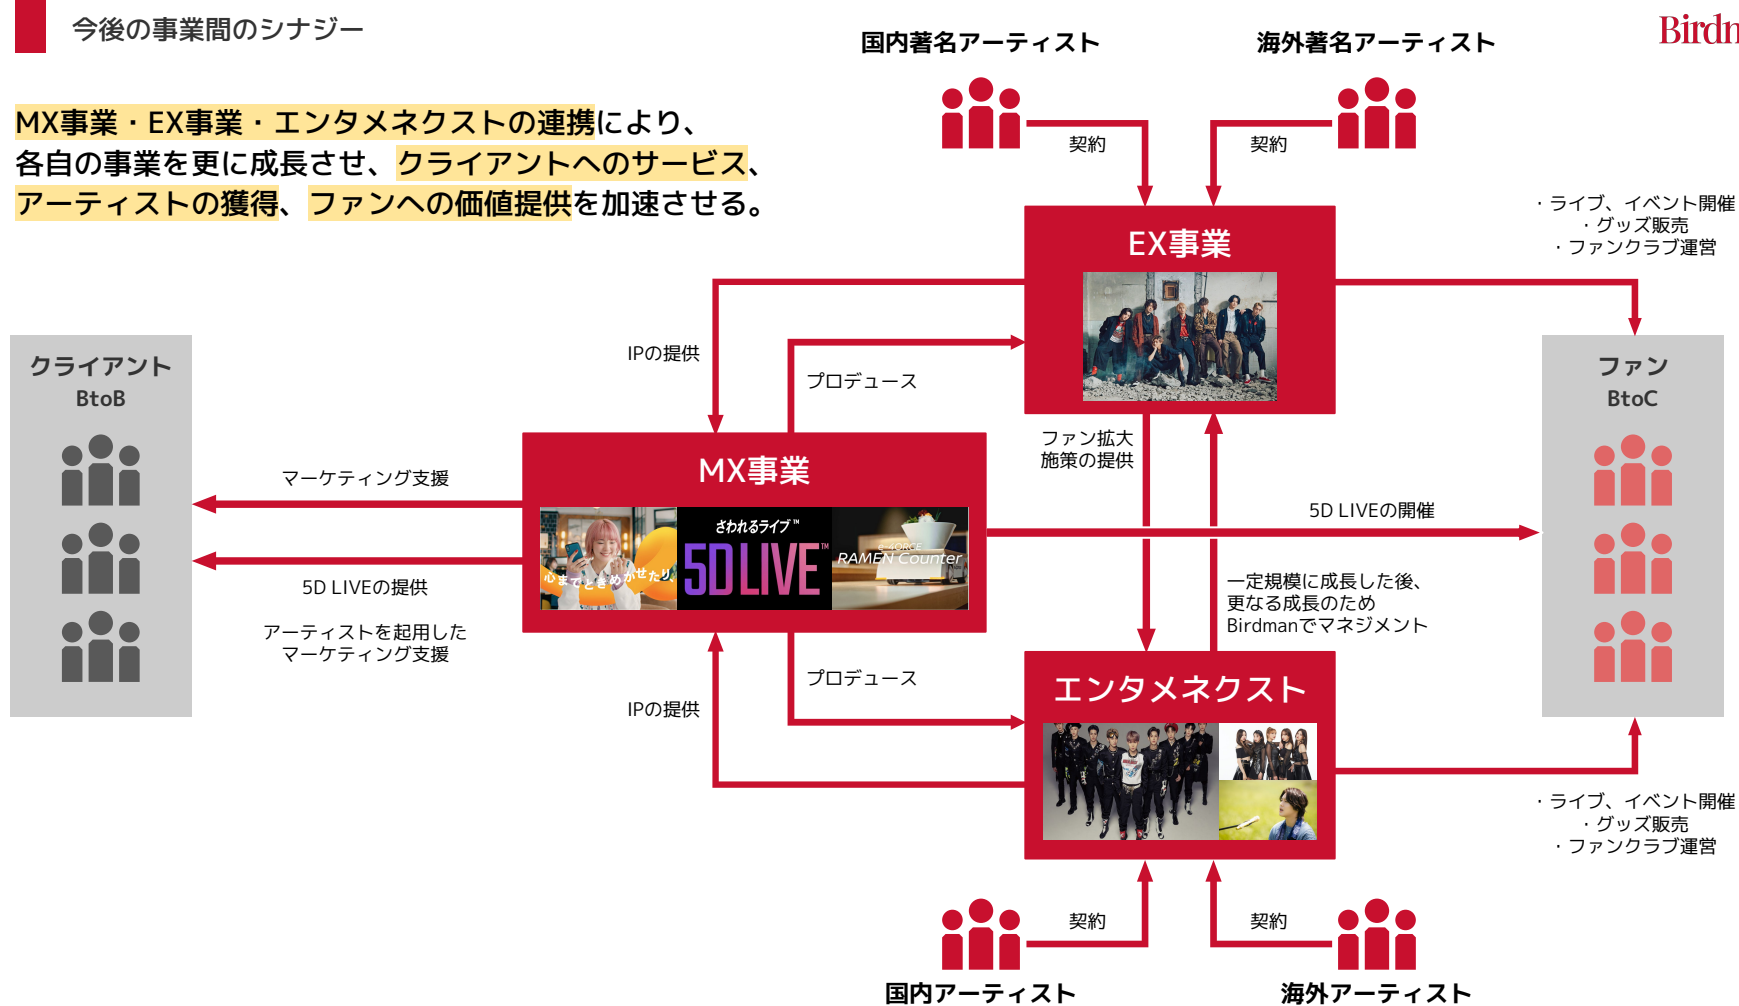 今後の事業間のシナジー
Birdn
MX事業・EX事業・エンタメネクストの連携により、
各自の事業を更に成長させ、クライアントへのサービス、
アーティストの獲得、ファンへの価値提供を加速させる。
国内著名アーティスト
海外著名アーティスト
契約
契約
EX事業
・ライブ、イベント開催
・グッズ販売
・ファンクラブ運営
IPの提供
プロデュース
クライアント
BtoB
ファン
BtoC
ファン拡大
施策の提供
MX事業
心までときめかせたり、
さわれるライブ™
5D LIVE™
e-4ORCE
RAMEN Counter
マーケティング支援
5D LIVEの提供
アーティストを起用した
マーケティング支援
5D LIVEの開催
一定規模に成長した後、
更なる成長のため
Birdmanでマネジメント
プロデュース
IPの提供
エンタメネクスト
・ライブ、イベント開催
・グッズ販売
・ファンクラブ運営
契約
契約
国内アーティスト
海外アーティスト